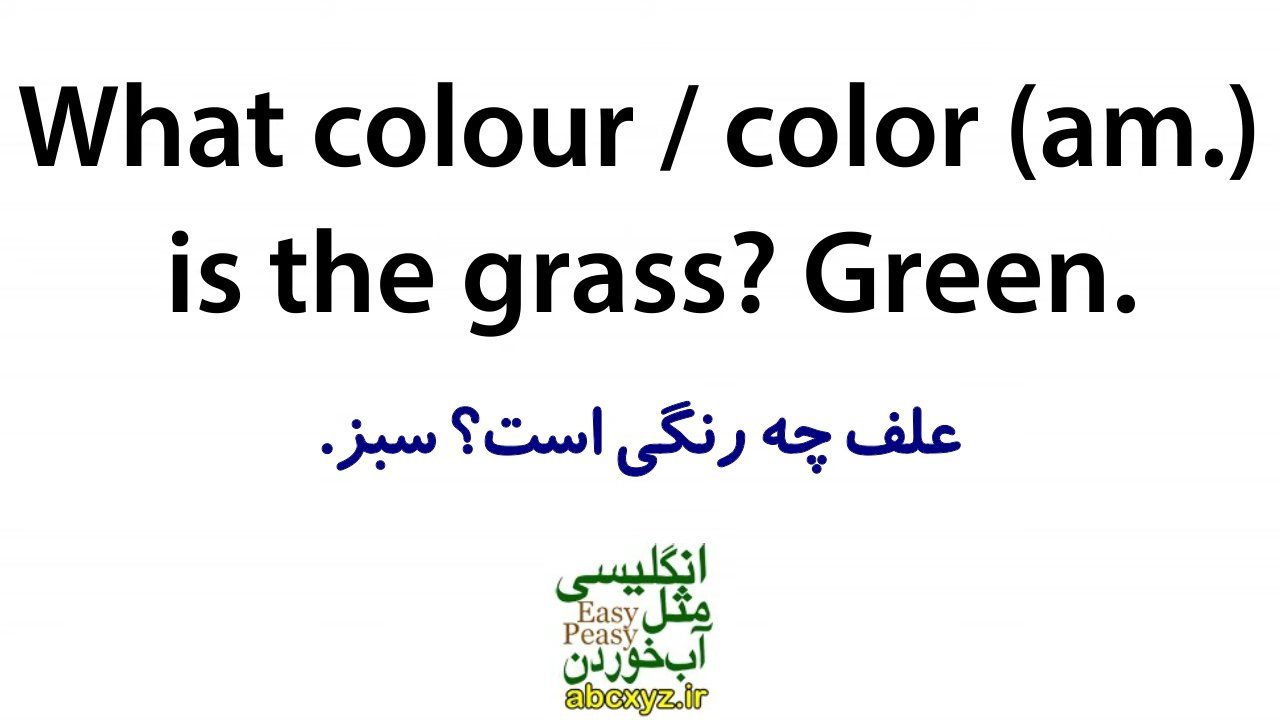 What colour / color (am.)
is the grass? Green.
علف چه رنگی است؟ سبز.
انگلیسی
مثل
Easy
Peasy
آب‌خوردن
abcxyz.ir